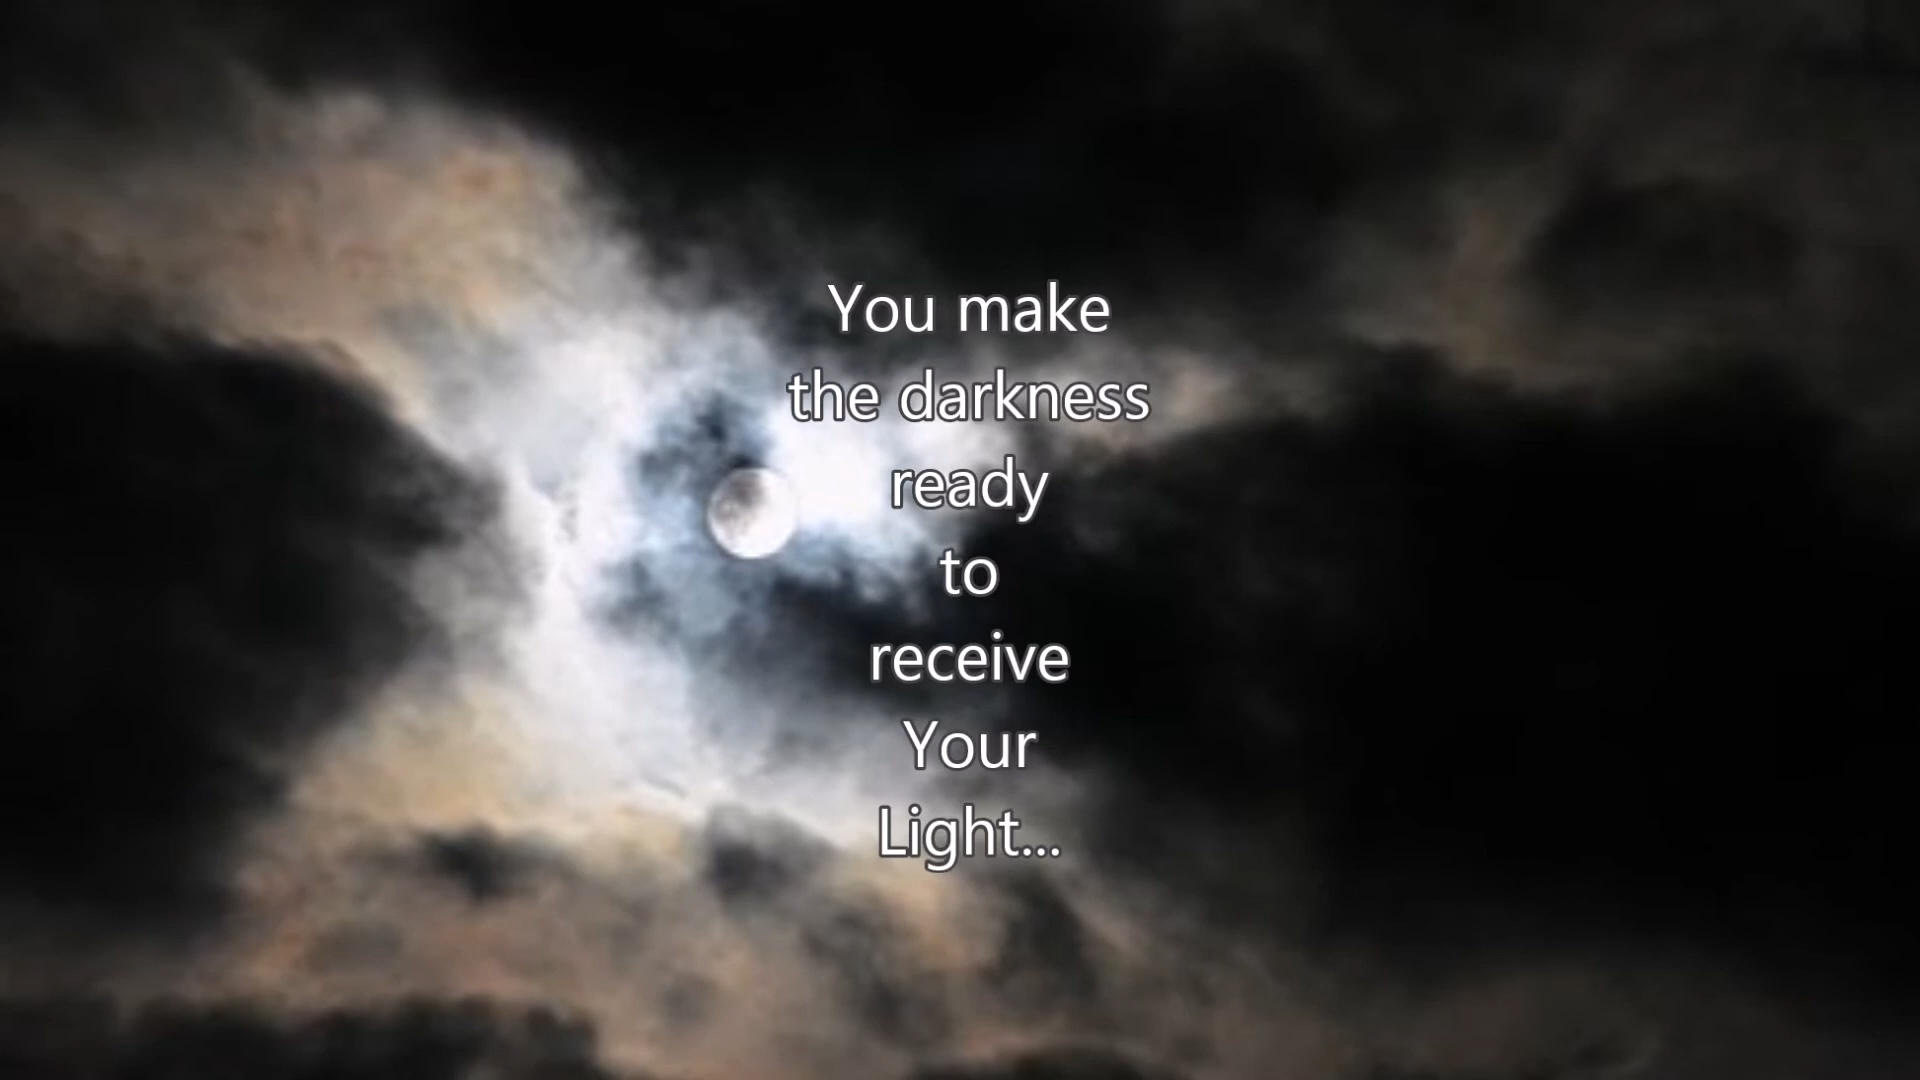 You make
the darkness
ready
to
receive
Your
Light...